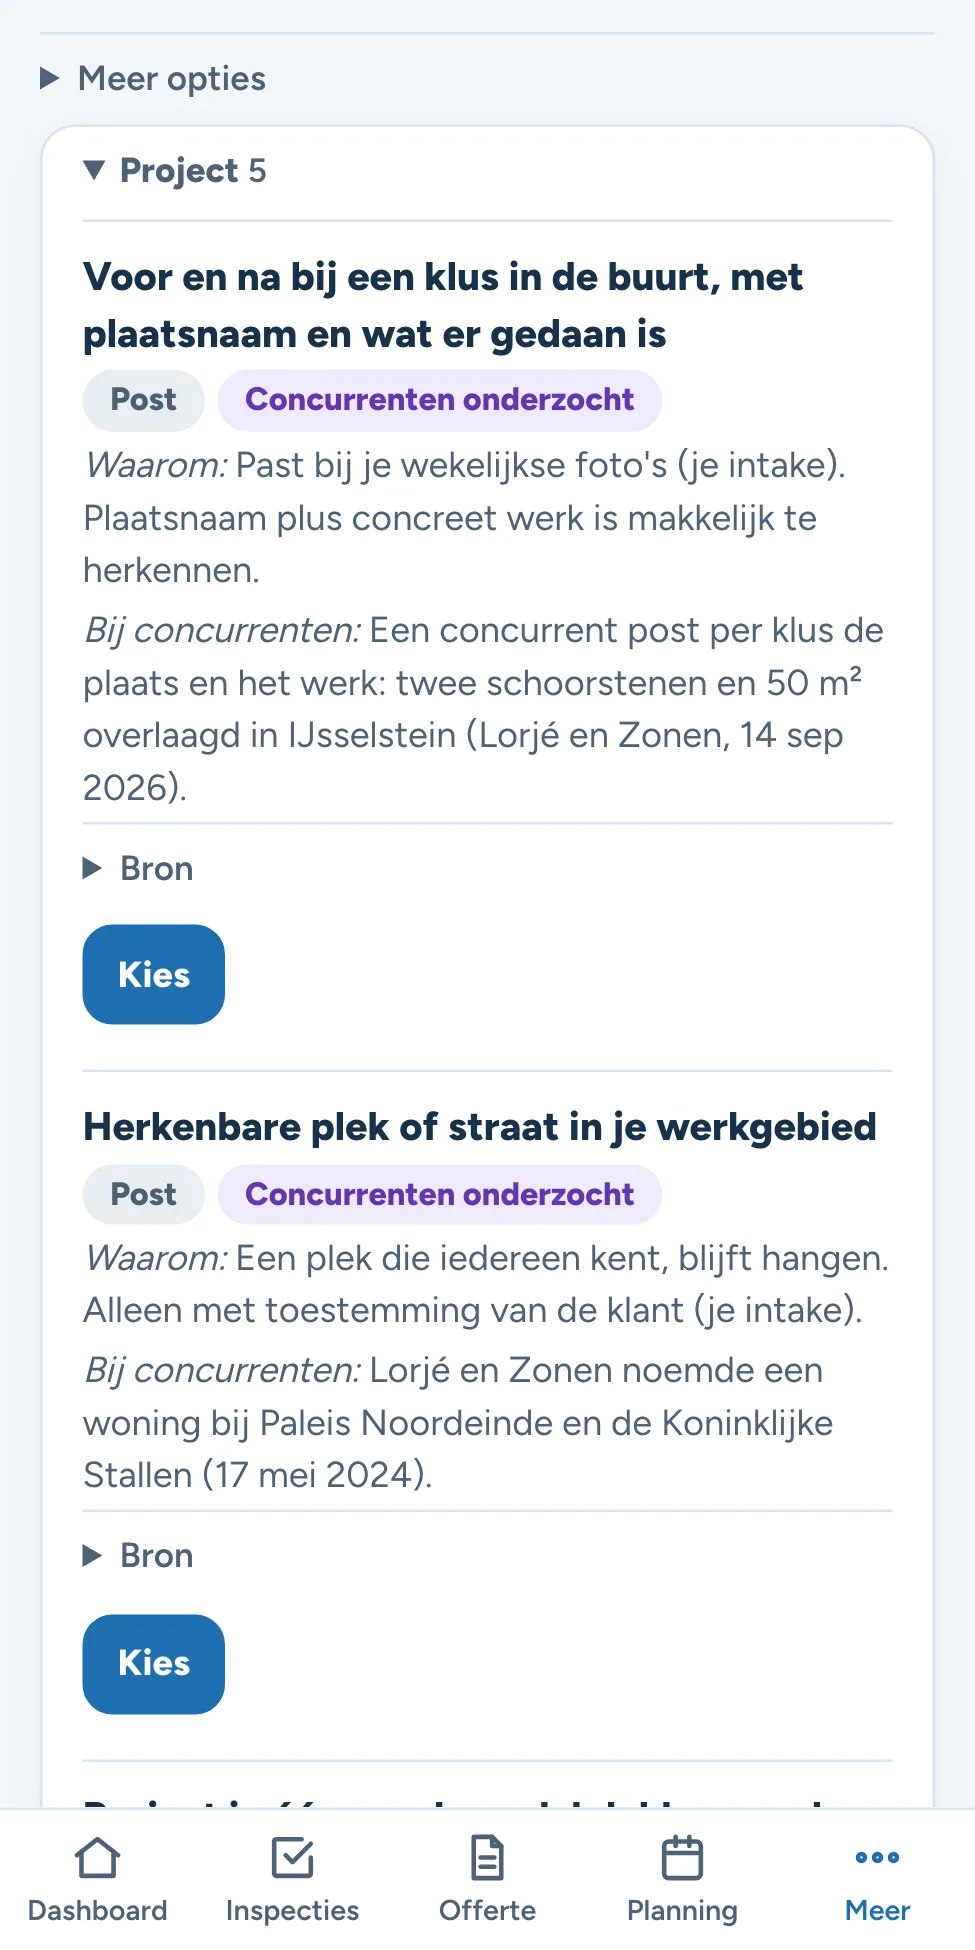 Meer opties
Project 5
Voor en na bij een klus in de buurt, met
plaatsnaam en wat er gedaan is
Post Concurrenten onderzocht
Waarom: Past bij je wekelijkse foto's (je intake).
Plaatsnaam plus concreet werk is makkelijk te
herkennen.
Bij concurrenten: Een concurrent post per klus de
plaats en het werk: twee schoorstenen en 50 m²
overlaagd in IJsselstein (Lorjé en Zonen, 14 sep
2026).
Bron
Kies
Herkenbare plek of straat in je werkgebied
Post Concurrenten onderzocht
Waarom: Een plek die iedereen kent, blijft hangen.
Alleen met toestemming van de klant (je intake).
Bij concurrenten: Lorjé en Zonen noemde een
woning bij Paleis Noordeinde en de Koninklijke
Stallen (17 mei 2024).
Bron
Kies
Dashboard Inspecties Offerte Planning Meer